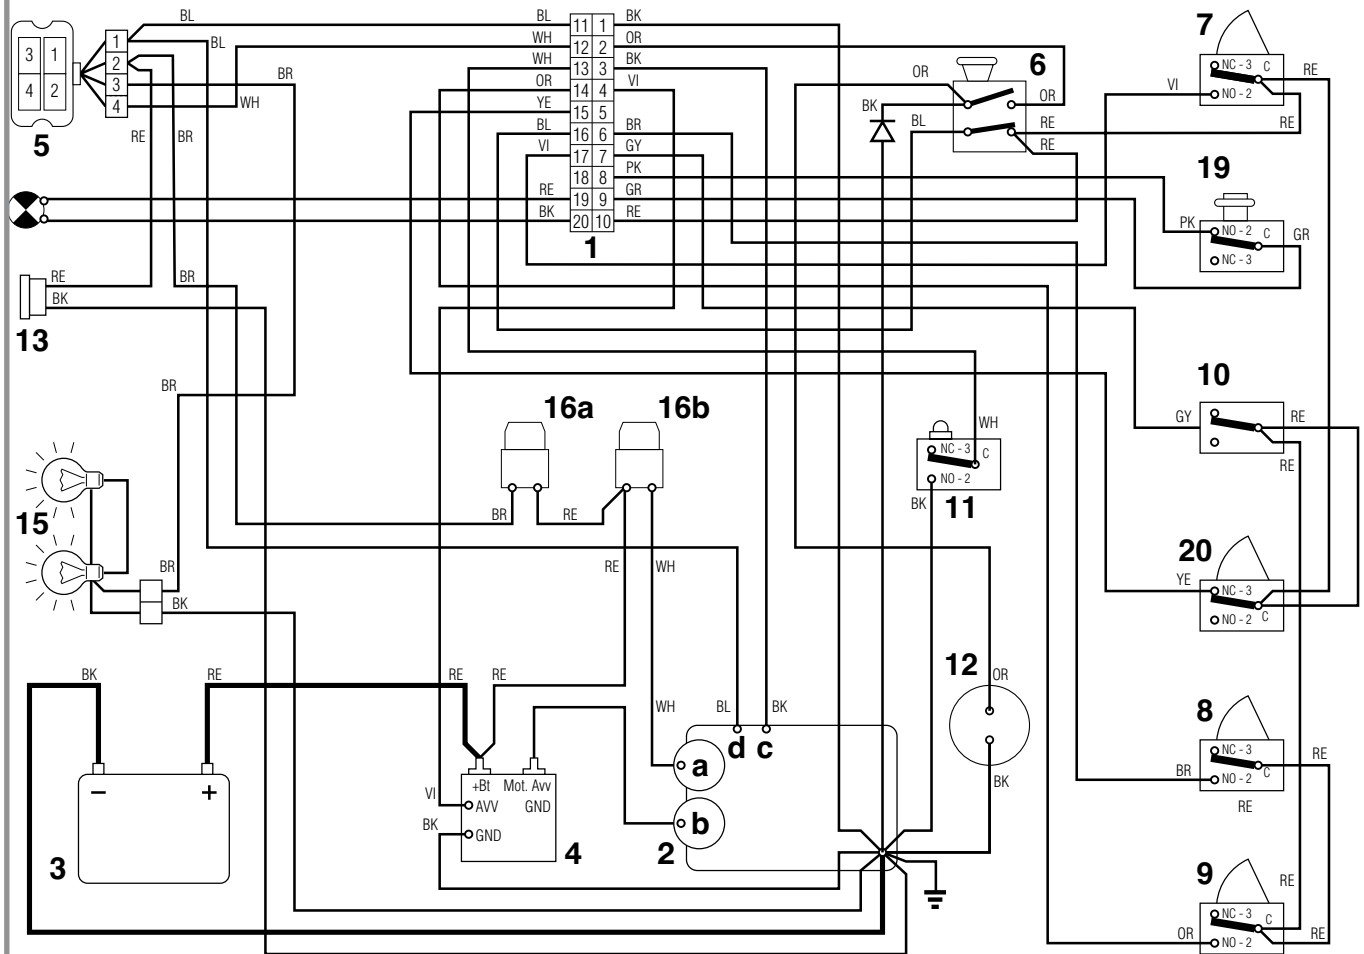 BL
BL
BR
WH
RE
BR
3 1
4 2
1
2
3
4
5
BL 11 1 BK
WH 12 2 OR
WH 13 3 BK
OR 14 4 VI
YE 15 5
BL 16 6 BR
VI 17 7 GY
18 8 PK
RE 19 9 GR
BK 20 10 RE
1
OR
6
BK
BL
OR
RE
RE
7
NC - 3 C
NO - 2
VI
RE
RE
19
PK
NO - 2 C
NC - 3
GR
RE
BK
13
BR
BR
10
GY
RE
RE
16a
16b
BR
RE
RE
WH
WH
NC - 3 C
NO - 2
BK
11
15
BR
BK
20
YE
NC - 3
NO - 2 C
BK
RE
RE
RE
3
− +
WH
+Bt Mot. Avv
AVV GND
GND
VI
BK
4
BL
BK
d c
a
b
2
12
OR
BK
8
BR
NC - 3
C
NO - 2
RE
RE
9
OR
NC - 3 C
NO - 2
RE
RE